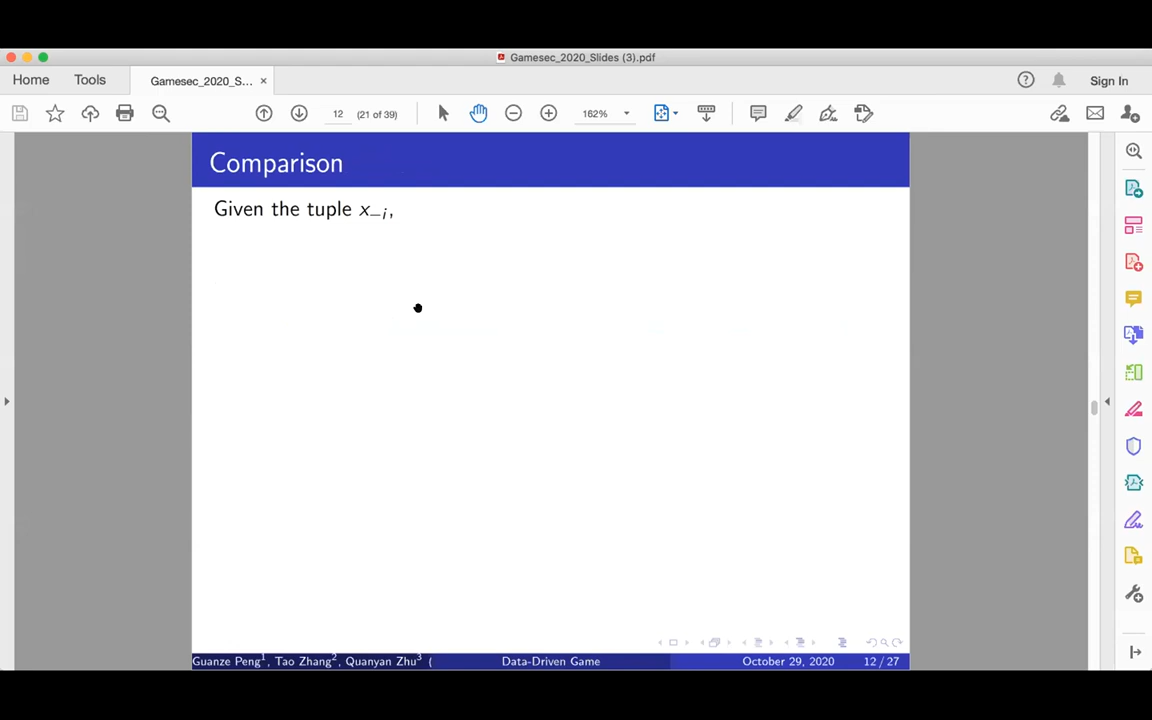 Gamesec_2020_Slides (3).pdf
Home Tools Gamesec_2020_S... × Sign In
12 (21 of 39) 162%
Comparison
Given the tuple x₋ᵢ,
Guanze Peng¹, Tao Zhang², Quanyan Zhu³ ( Data-Driven Game October 29, 2020 12 / 27